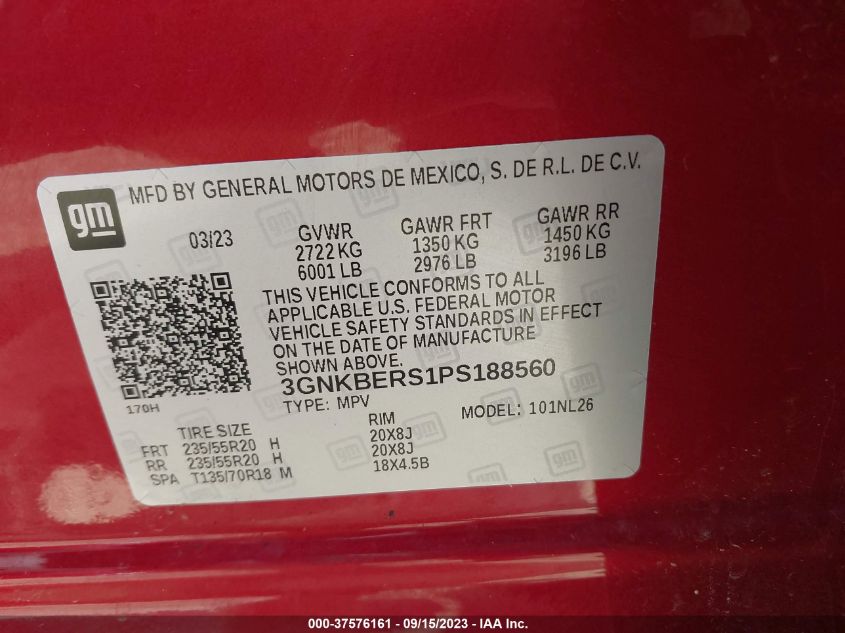 gm
MFD BY GENERAL MOTORS DE MEXICO, S. DE R.L. DE C.V.
03/23
GVWR GAWR FRT GAWR RR
2722 KG 1350 KG 1450 KG
6001 LB 2976 LB 3196 LB
THIS VEHICLE CONFORMS TO ALL
APPLICABLE U.S. FEDERAL MOTOR
VEHICLE SAFETY STANDARDS IN EFFECT
ON THE DATE OF MANUFACTURE
SHOWN ABOVE.
3GNKBERS1PS188560
170H
TYPE: MPV MODEL: 101NL26
TIRE SIZE RIM
FRT 235/55R20 H 20X8J
RR 235/55R20 H 20X8J
SPA T135/70R18 M 18X4.5B
000-37576161 - 09/15/2023 - IAA Inc.